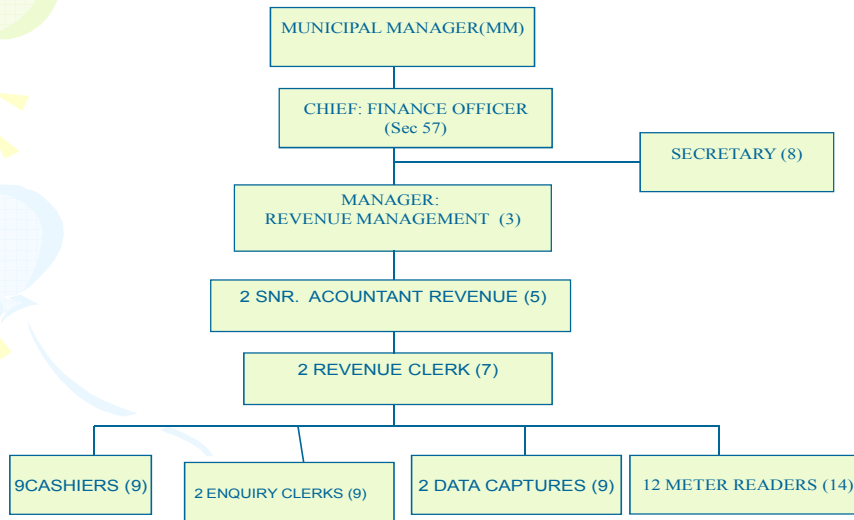 MUNICIPAL MANAGER(MM)
CHIEF: FINANCE OFFICER
(Sec 57)
SECRETARY (8)
MANAGER:
REVENUE MANAGEMENT (3)
2 SNR. ACOUNTANT REVENUE (5)
2 REVENUE CLERK (7)
9CASHIERS (9)
2 ENQUIRY CLERKS (9)
2 DATA CAPTURES (9)
12 METER READERS (14)